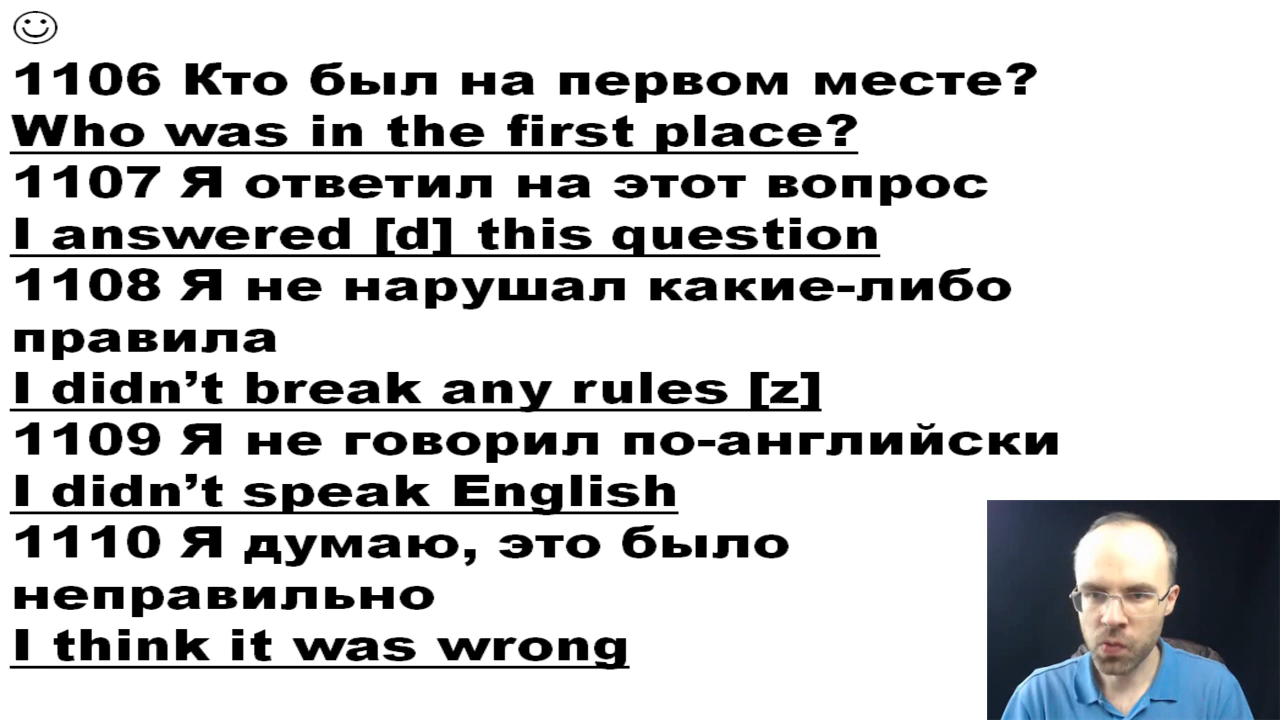 1106 Кто был на первом месте?
Who was in the first place?
1107 Я ответил на этот вопрос
I answered [d] this question
1108 Я не нарушал какие-либо
правила
I didn’t break any rules [z]
1109 Я не говорил по-английски
I didn’t speak English
1110 Я думаю, это было
неправильно
I think it was wrong